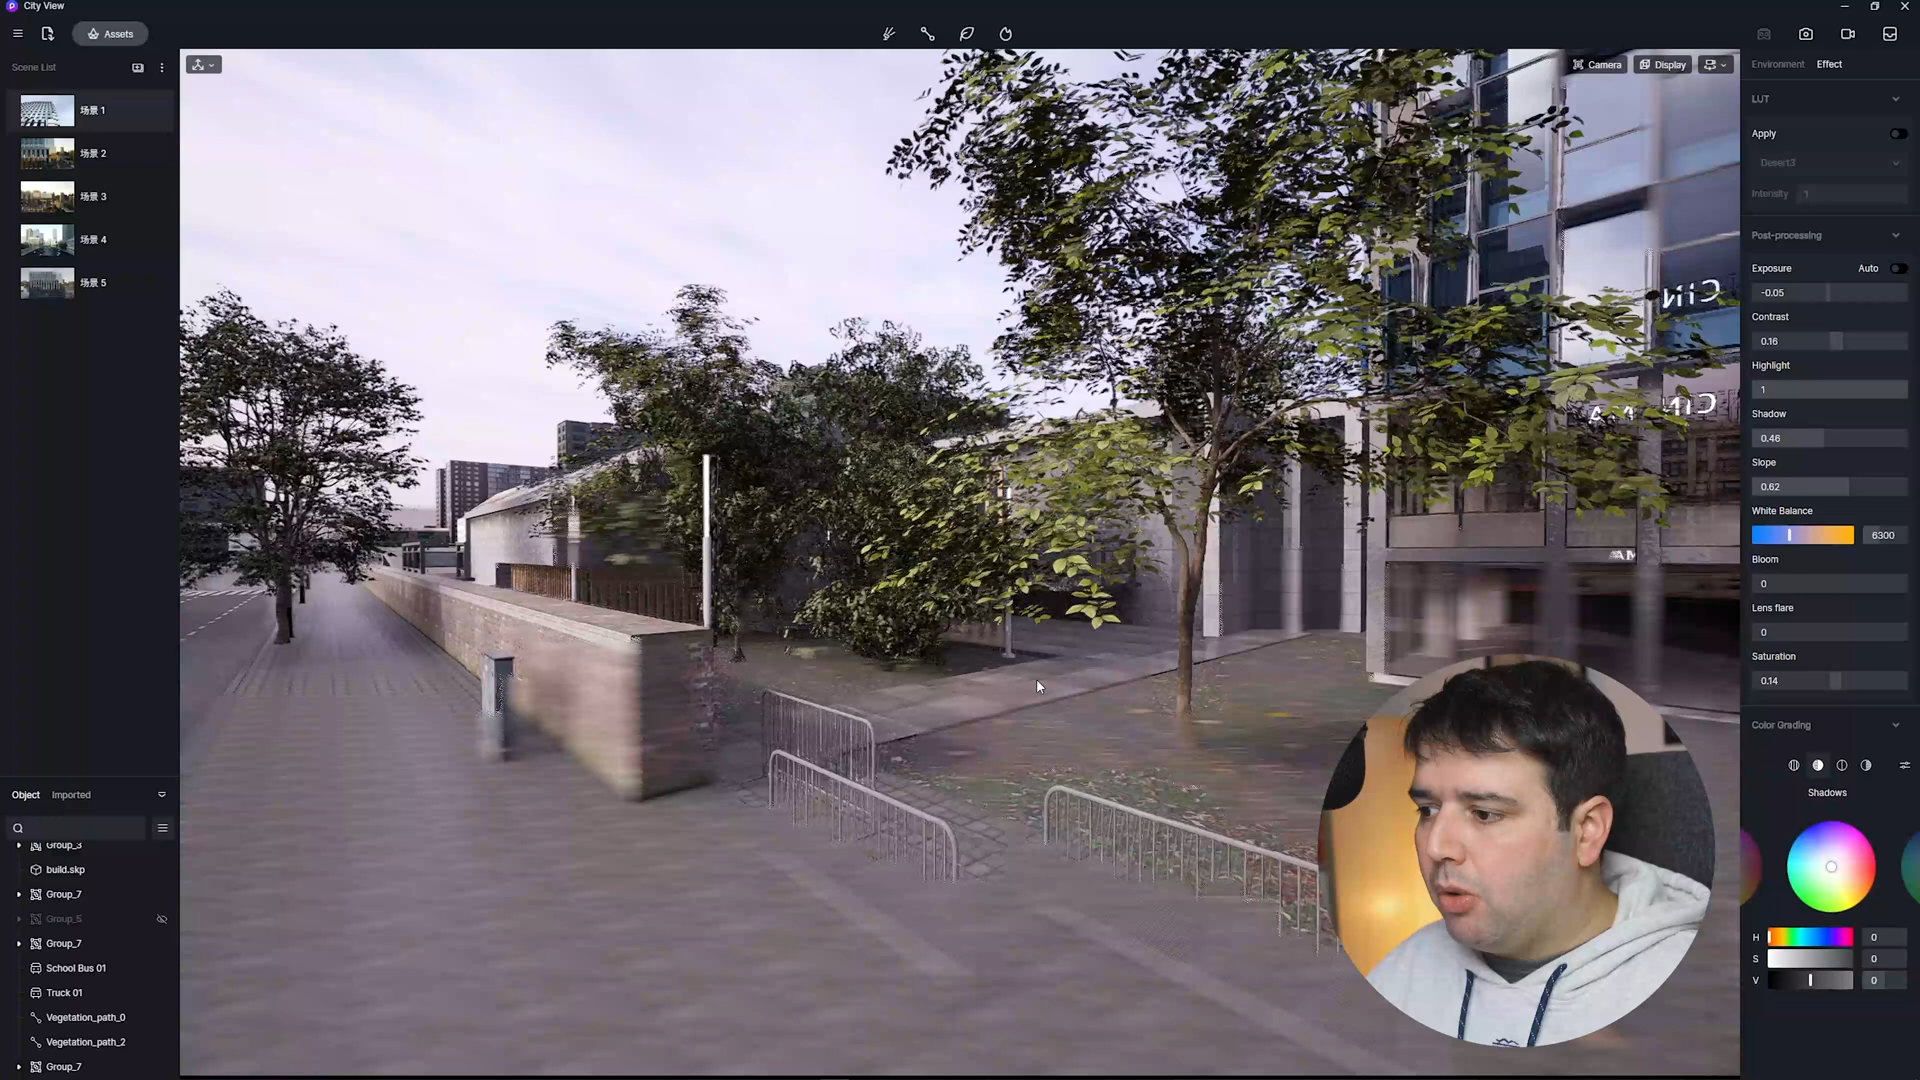 City View
Assets
Scene List
场景 1
场景 2
场景 3
场景 4
场景 5
Object
Imported
Group_3
build.skp
Group_7
Group_5
Group_7
School Bus 01
Truck 01
Vegetation_path_0
Vegetation_path_2
Group_7
Camera
Display
Environment
Effect
LUT
Apply
Desert3
Intensity
1
Post-processing
Exposure
Auto
-0.05
Contrast
0.16
Highlight
1
Shadow
0.46
Slope
0.62
White Balance
6300
Bloom
0
Lens flare
0
Saturation
0.14
Color Grading
Shadows
H
0
S
0
V
0